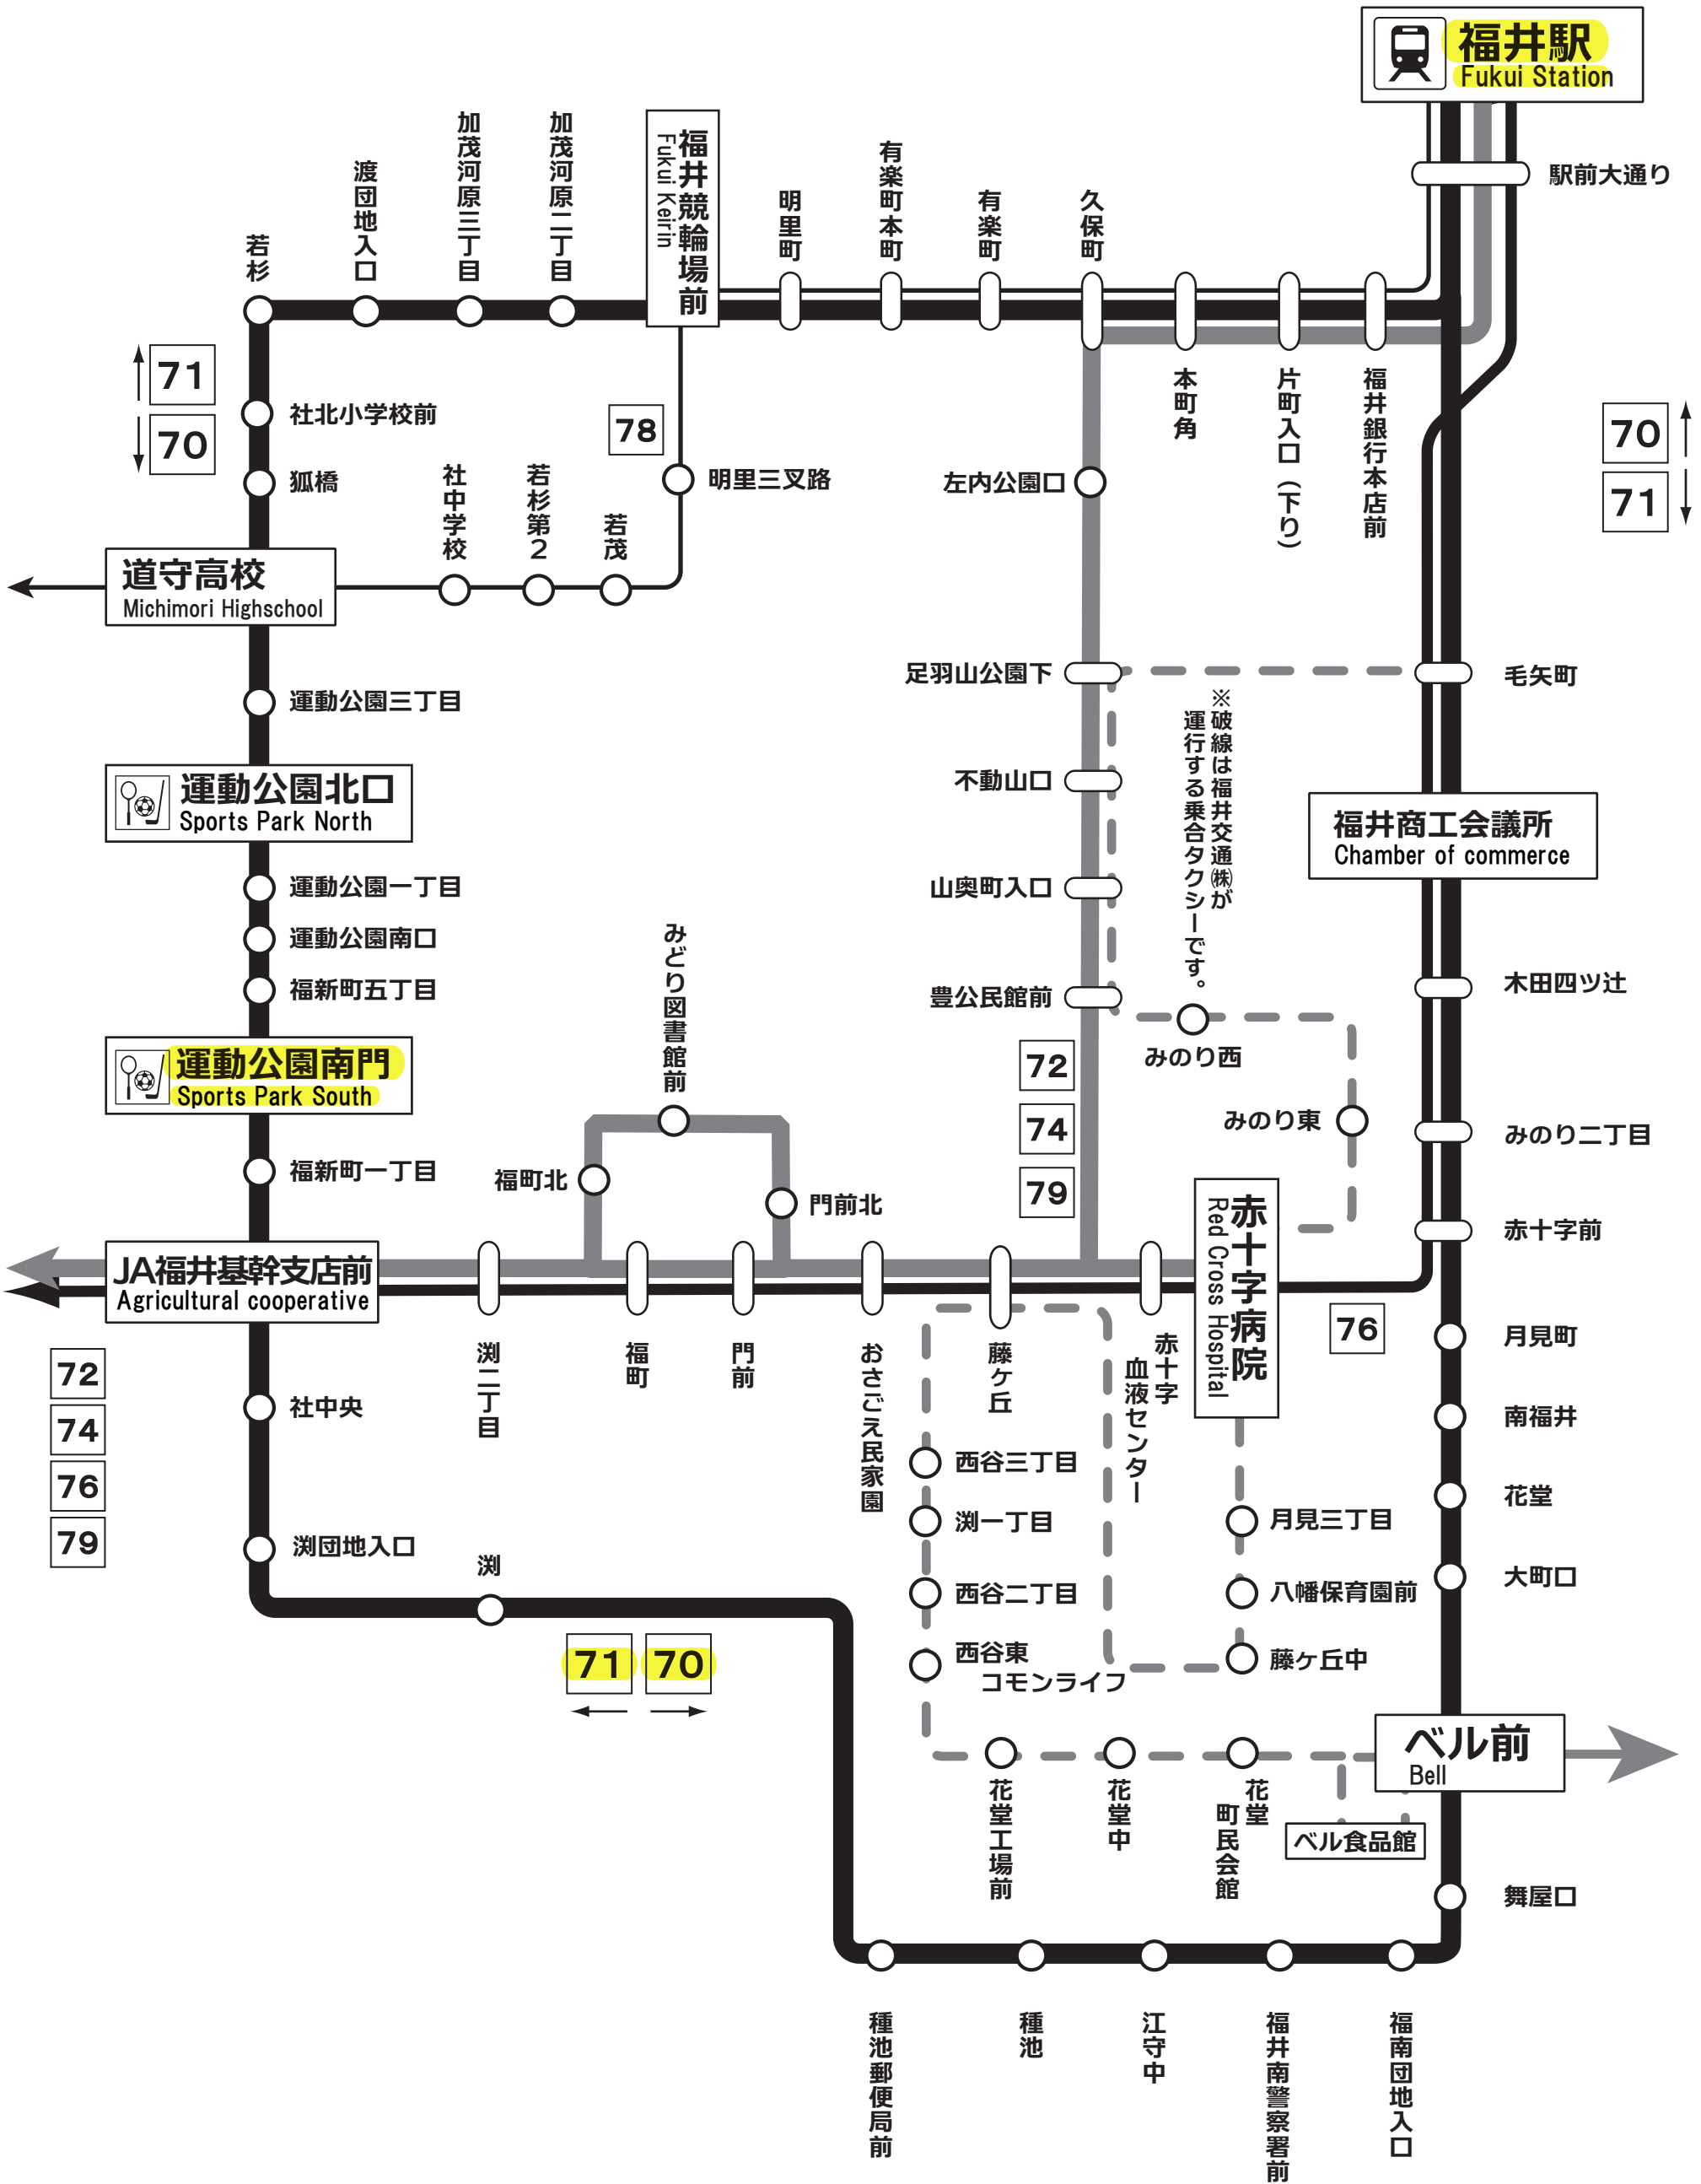 福井駅
Fukui Station
駅前大通り
若杉
渡団地入口
加茂河原三丁目
加茂河原二丁目
福井競輪場前
Fukui Keirin
明里町
有楽町本町
有楽町
久保町
本町角
片町入口（下り）
福井銀行本店前
71
70
社北小学校前
狐橋
78
明里三叉路
社中学校
若杉第2
若茂
左内公園口
70
71
道守高校
Michimori Highschool
運動公園三丁目
足羽山公園下
毛矢町
※破線は福井交通㈱が
運行する乗合タクシーです。
運動公園北口
Sports Park North
不動山口
福井商工会議所
Chamber of commerce
運動公園一丁目
山奥町入口
運動公園南口
福新町五丁目
みどり図書館前
豊公民館前
木田四ツ辻
みのり西
運動公園南門
Sports Park South
72
74
79
みのり東
みのり二丁目
福新町一丁目
福町北
門前北
赤十字病院
Red Cross Hospital
赤十字前
JA福井基幹支店前
Agricultural cooperative
76
月見町
72
74
76
79
渕二丁目
福町
門前
おさごえ民家園
藤ヶ丘
赤十字
血液センター
社中央
南福井
西谷三丁目
花堂
渕一丁目
月見三丁目
渕団地入口
渕
大町口
西谷二丁目
八幡保育園前
71
70
西谷東
コモンライフ
藤ヶ丘中
ベル前
Bell
花堂工場前
花堂中
花堂
町民会館
ベル食品館
舞屋口
種池郵便局前
種池
江守中
福井南警察署前
福南団地入口